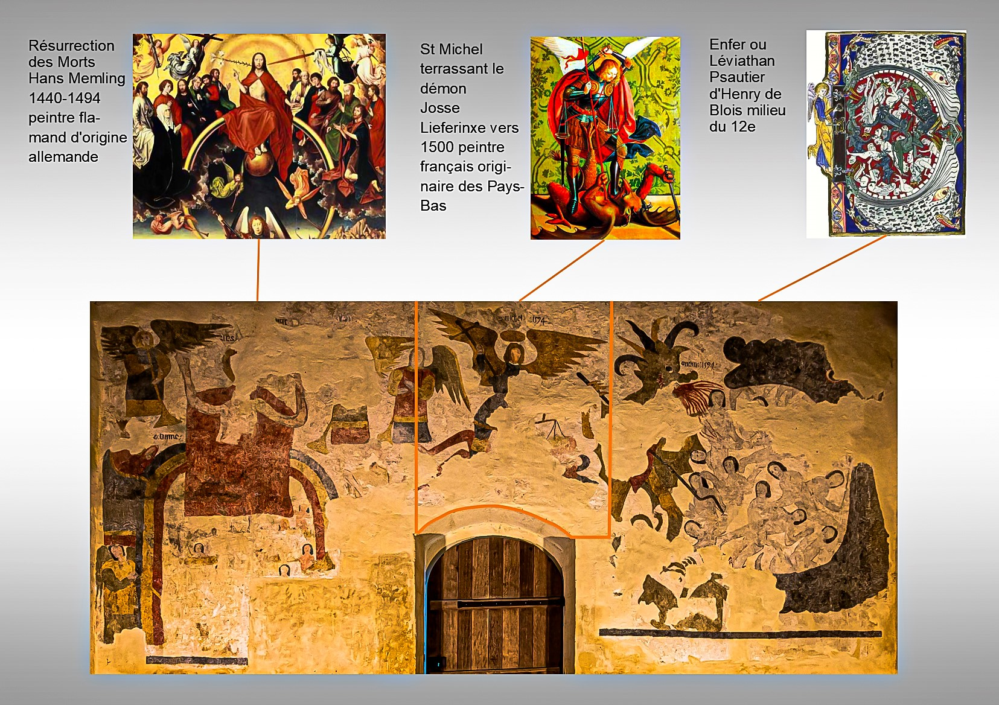 Résurrection
des Morts
Hans Memling
1440-1494
peintre fla-
mand d'origine
allemande
St Michel
terrassant le
démon
Josse
Lieferinxe vers
1500 peintre
français origi-
naire des Pays-
Bas
Enfer ou
Léviathan
Psautier
d'Henry de
Blois milieu
du 12e
michel 1594
1594